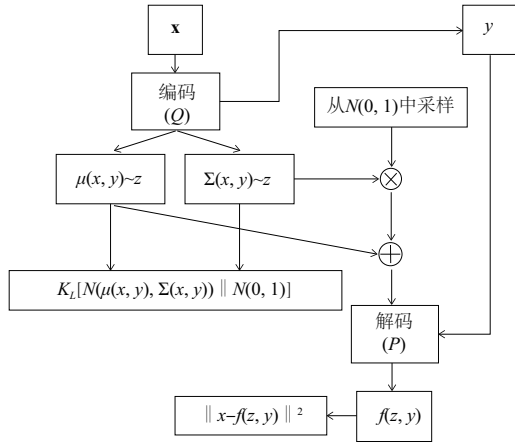 x
y
编码
(Q)
从N(0, 1)中采样
μ(x, y)~z
Σ(x, y)~z
K_L[N(μ(x, y), Σ(x, y)) ‖ N(0, 1)]
解码
(P)
‖ x–f(z, y) ‖ ²
f(z, y)